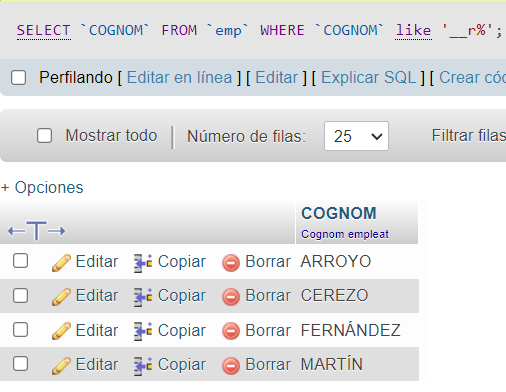 SELECT `COGNOM` FROM `emp` WHERE `COGNOM` like '__r%';
Perfilando [ Editar en línea ] [ Editar ] [ Explicar SQL ] [ Crear
Mostrar todo Número de filas: 25 Filtrar filas
+ Opciones
COGNOM
Cognom empleat
Editar Copiar Borrar ARROYO
Editar Copiar Borrar CEREZO
Editar Copiar Borrar FERNÁNDEZ
Editar Copiar Borrar MARTÍN